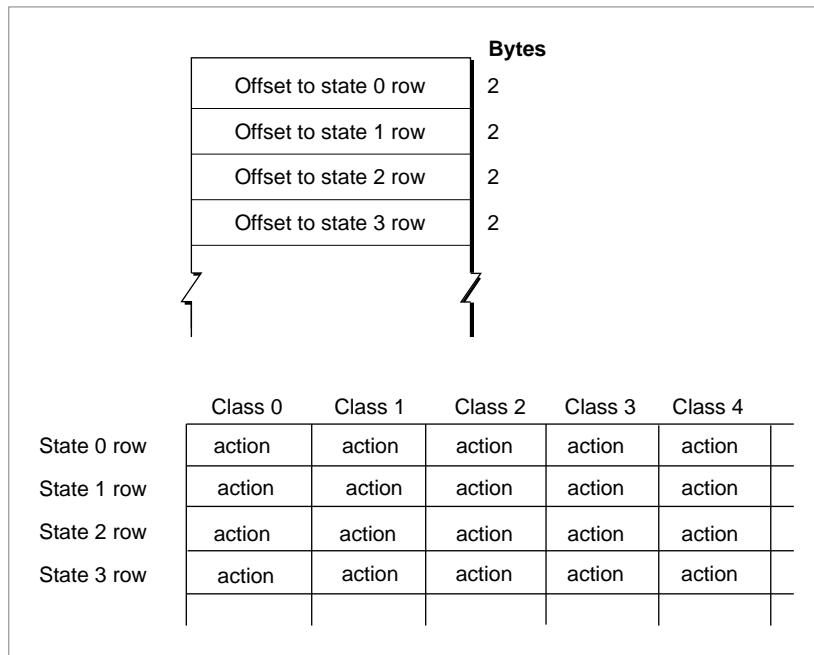 Bytes
Offset to state 0 row 2
Offset to state 1 row 2
Offset to state 2 row 2
Offset to state 3 row 2
Class 0 Class 1 Class 2 Class 3 Class 4
State 0 row action action action action action
State 1 row action action action action action
State 2 row action action action action action
State 3 row action action action action action